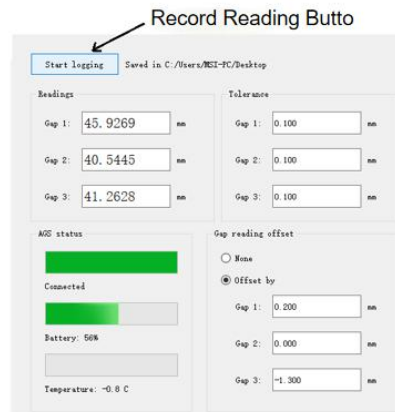 Record Reading Butto
Start logging Saved in C:/Users/MSI-PC/Desktop
Readings
Gap 1: 45.9269 mm
Gap 2: 40.5445 mm
Gap 3: 41.2628 mm
Tolerance
Gap 1: 0.100 mm
Gap 2: 0.100 mm
Gap 3: 0.100 mm
AGS status
Connected
Battery: 56%
Temperature: -0.8 C
Gap reading offset
None
Offset by
Gap 1: 0.200 mm
Gap 2: 0.000 mm
Gap 3: -1.300 mm